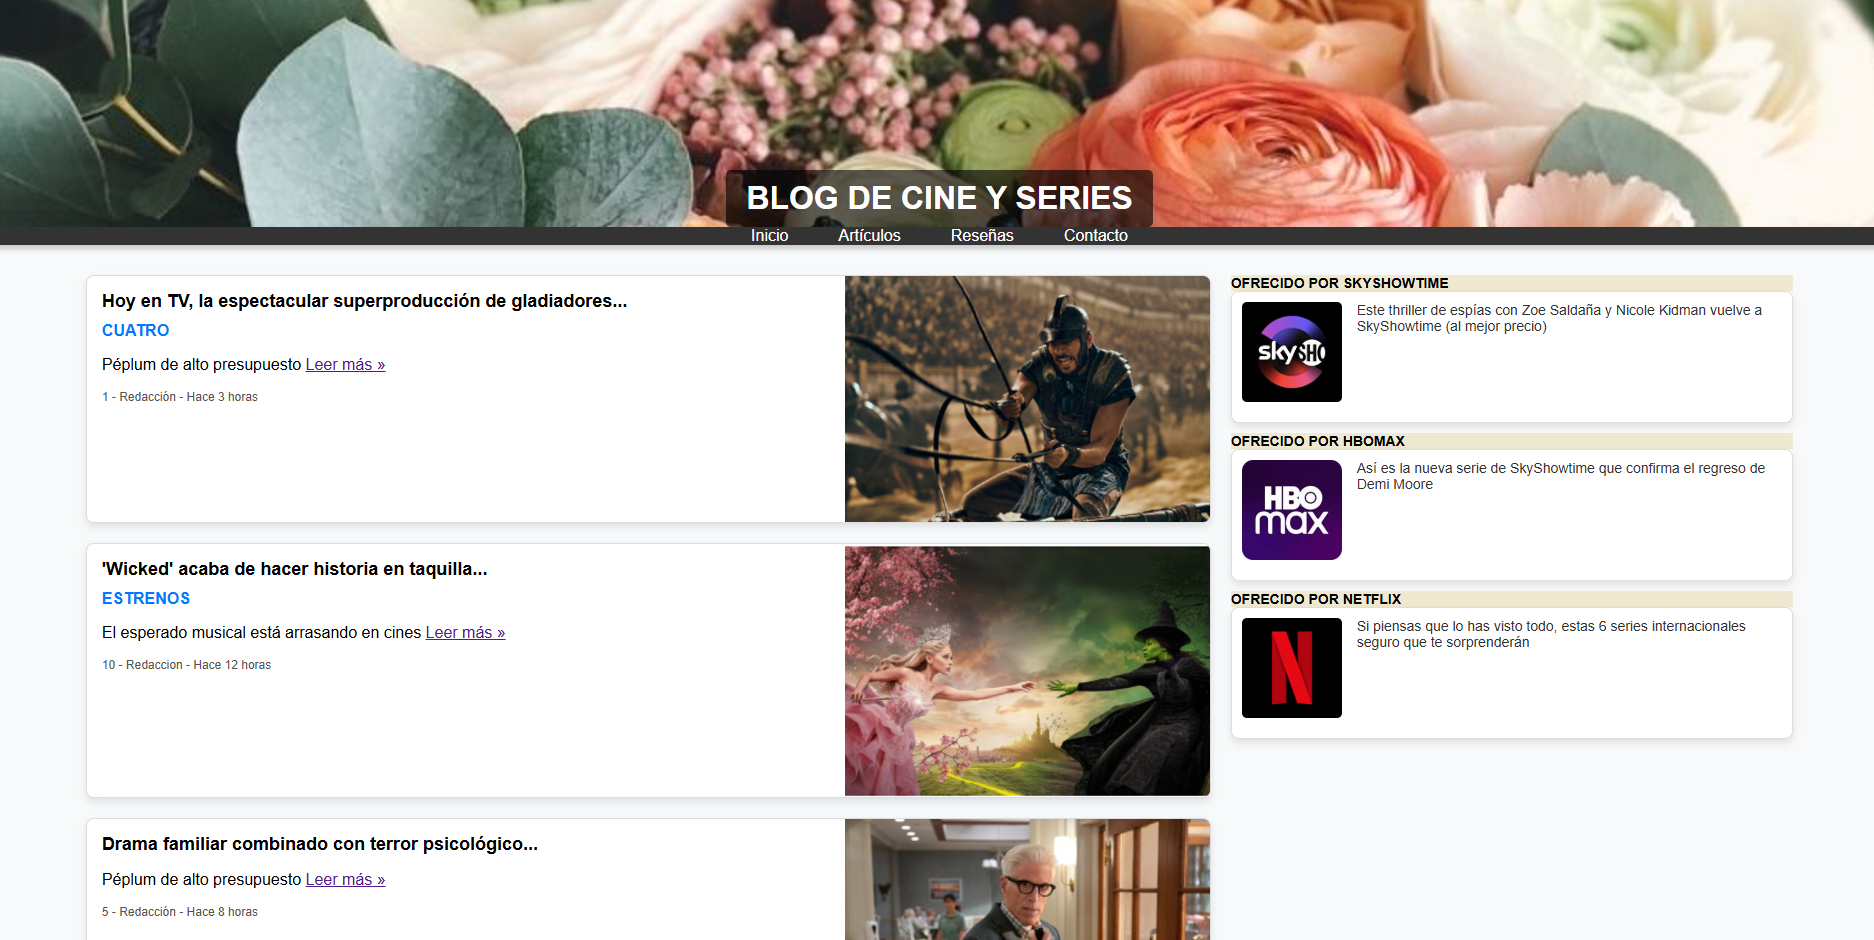 BLOG DE CINE Y SERIES
Inicio
Artículos
Reseñas
Contacto
Hoy en TV, la espectacular superproducción de gladiadores...
CUATRO
Péplum de alto presupuesto Leer más »
1 - Redacción - Hace 3 horas
'Wicked' acaba de hacer historia en taquilla...
ESTRENOS
El esperado musical está arrasando en cines Leer más »
10 - Redaccion - Hace 12 horas
Drama familiar combinado con terror psicológico...
Péplum de alto presupuesto Leer más »
5 - Redacción - Hace 8 horas
OFRECIDO POR SKYSHOWTIME
skySHO
Este thriller de espías con Zoe Saldaña y Nicole Kidman vuelve a
SkyShowtime (al mejor precio)
OFRECIDO POR HBOMAX
HBO
max
Así es la nueva serie de SkyShowtime que confirma el regreso de
Demi Moore
OFRECIDO POR NETFLIX
N
Si piensas que lo has visto todo, estas 6 series internacionales
seguro que te sorprenderán